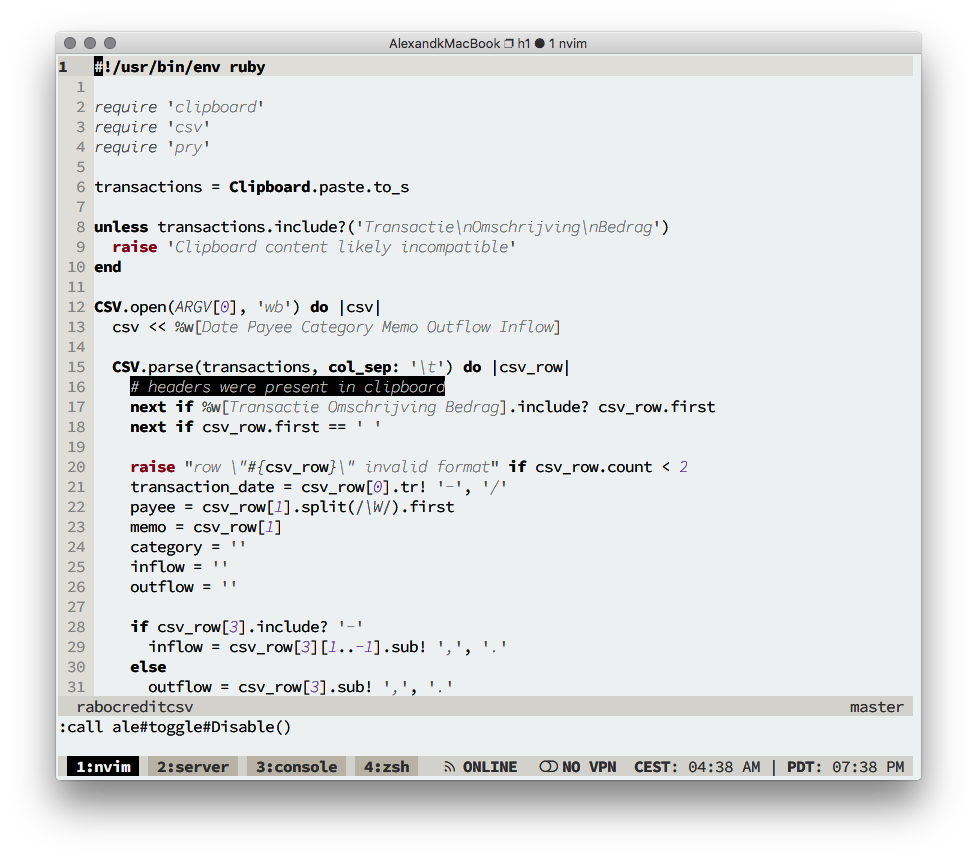 AlexandkMacBook ❐ h1 ● 1 nvim
1 #!/usr/bin/env ruby
1
2 require 'clipboard'
3 require 'csv'
4 require 'pry'
5
6 transactions = Clipboard.paste.to_s
7
8 unless transactions.include?('Transactie\nOmschrijving\nBedrag')
9   raise 'Clipboard content likely incompatible'
10 end
11
12 CSV.open(ARGV[0], 'wb') do |csv|
13   csv << %w[Date Payee Category Memo Outflow Inflow]
14
15   CSV.parse(transactions, col_sep: '\t') do |csv_row|
16     # headers were present in clipboard
17     next if %w[Transactie Omschrijving Bedrag].include? csv_row.first
18     next if csv_row.first == ' '
19
20     raise "row \"#{csv_row}\" invalid format" if csv_row.count < 2
21     transaction_date = csv_row[0].tr! '-', '/'
22     payee = csv_row[1].split(/\W/).first
23     memo = csv_row[1]
24     category = ''
25     inflow = ''
26     outflow = ''
27
28     if csv_row[3].include? '-'
29       inflow = csv_row[3][1..-1].sub! ',', '.'
30     else
31       outflow = csv_row[3].sub! ',', '.'
rabocreditcsv master
:call ale#toggle#Disable()
1:nvim 2:server 3:console 4:zsh ONLINE NO VPN CEST: 04:38 AM | PDT: 07:38 PM